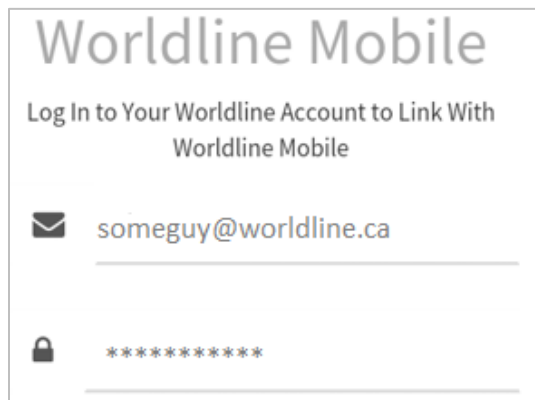 Worldline Mobile
Log In to Your Worldline Account to Link With
Worldline Mobile
someguy@worldline.ca
***********